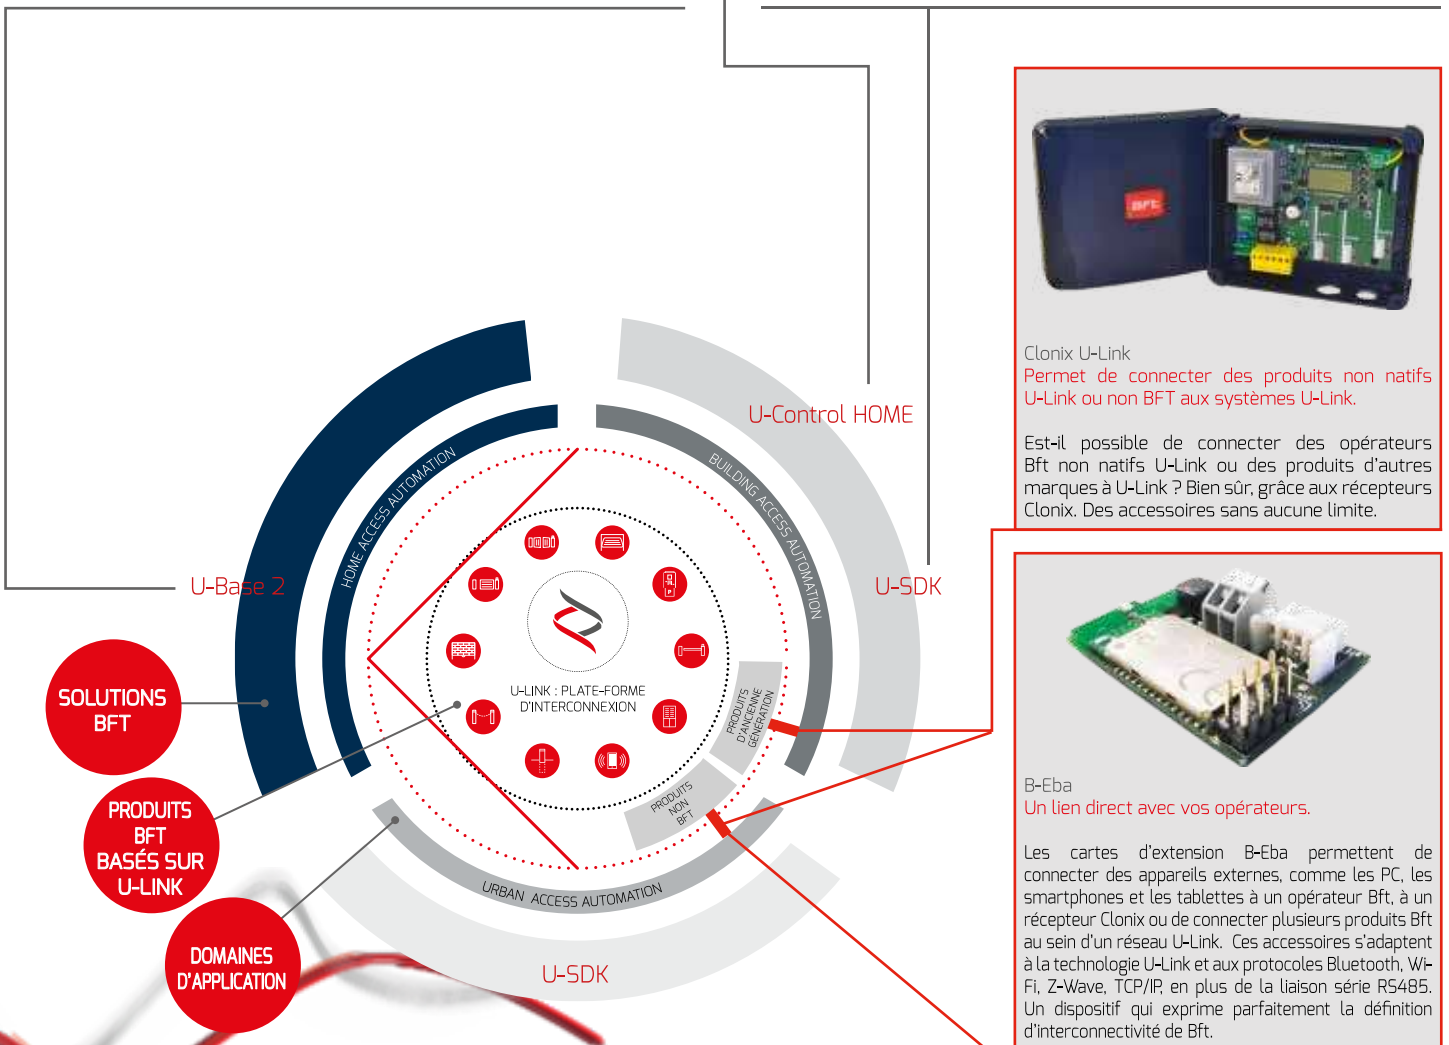 BFT
Clonix U-Link
Permet de connecter des produits non natifs
U-Link ou non BFT aux systèmes U-Link.
Est-il possible de connecter des opérateurs
Bft non natifs U-Link ou des produits d'autres
marques à U-Link ? Bien sûr, grâce aux récepteurs
Clonix. Des accessoires sans aucune limite.
U-Control HOME
HOME ACCESS AUTOMATION
BUILDING ACCESS AUTOMATION
U-Base 2
U-SDK
SOLUTIONS
BFT
U-LINK : PLATE-FORME
D'INTERCONNEXION
P
PRODUITS
D'ANCIENNE
GÉNÉRATION
PRODUITS
NON
BFT
PRODUITS
BFT
BASÉS SUR
U-LINK
URBAN ACCESS AUTOMATION
DOMAINES
D'APPLICATION
U-SDK
B-Eba
Un lien direct avec vos opérateurs.
Les cartes d'extension B-Eba permettent de
connecter des appareils externes, comme les PC, les
smartphones et les tablettes à un opérateur Bft, à un
récepteur Clonix ou de connecter plusieurs produits Bft
au sein d'un réseau U-Link. Ces accessoires s'adaptent
à la technologie U-Link et aux protocoles Bluetooth, Wi-
Fi, Z-Wave, TCP/IP, en plus de la liaison série RS485.
Un dispositif qui exprime parfaitement la définition
d'interconnectivité de Bft.